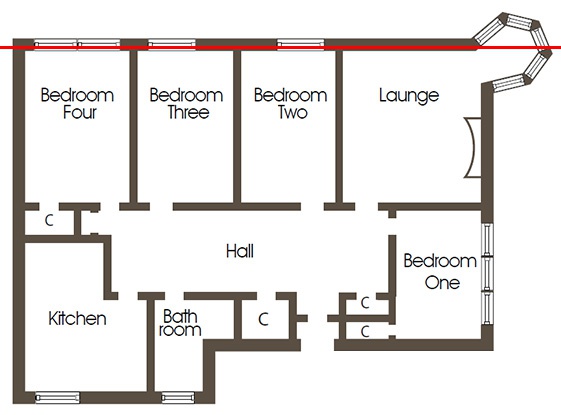 Bedroom
Four
Bedroom
Three
Bedroom
Two
Launge
C
Hall
Bedroom
One
Kitchen
Bath
room
C
C
C